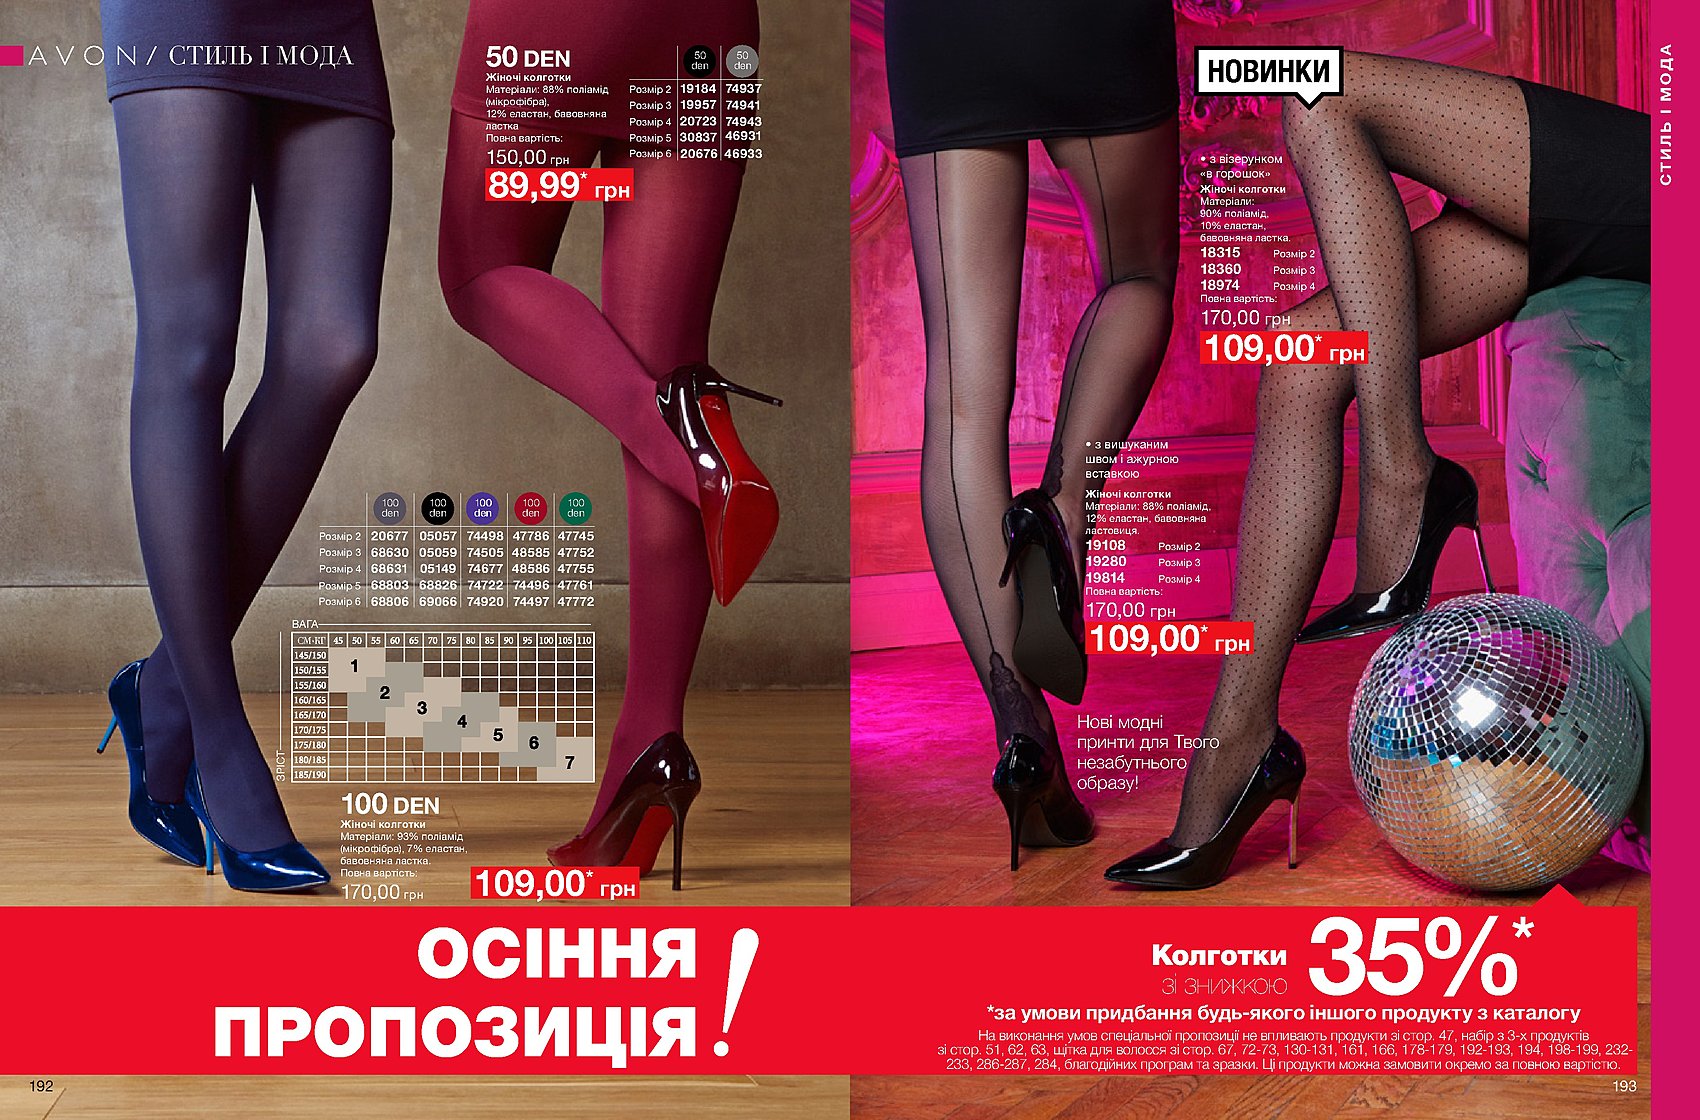 AVON / СТИЛЬ І МОДА
50 DEN
Жіночі колготки
Матеріали: 88% поліамід
(мікрофібра),
12% еластан, бавовняна
ластка
Повна вартість:
150,00 грн
89,99* грн
50 den 50 den
Розмір 2 19184 74937
Розмір 3 19957 74941
Розмір 4 20723 74943
Розмір 5 30837 46931
Розмір 6 20676 46933
100 den 100 den 100 den 100 den 100 den
Розмір 2 20677 05057 74498 47786 47745
Розмір 3 68630 05059 74505 48585 47752
Розмір 4 68631 05149 74677 48586 47755
Розмір 5 68803 68826 74722 74496 47761
Розмір 6 68806 69066 74920 74497 47772
ВАГА
ЗРІСТ
СМ·КГ 45 50 55 60 65 70 75 80 85 90 95 100 105 110
145/150
150/155 1
155/160 2
160/165 3
165/170 4
170/175 5
175/180 6
180/185 7
185/190
100 DEN
Жіночі колготки
Матеріали: 93% поліамід
(мікрофібра), 7% еластан,
бавовняна ластка.
Повна вартість:
170,00 грн
109,00* грн
ОСІННЯ
ПРОПОЗИЦІЯ!
192
НОВИНКИ
• з візерунком
«в горошок»
Жіночі колготки
Матеріали:
90% поліамід,
10% еластан,
бавовняна ластка.
18315 Розмір 2
18360 Розмір 3
18974 Розмір 4
Повна вартість:
170,00 грн
109,00* грн
• з вишуканим
швом і ажурною
вставкою
Жіночі колготки
Матеріали: 88% поліамід,
12% еластан, бавовняна
ластовиця.
19108 Розмір 2
19280 Розмір 3
19814 Розмір 4
Повна вартість:
170,00 грн
109,00* грн
Нові модні
принти для Твого
незабутнього
образу!
СТИЛЬ І МОДА
Колготки
ЗІ ЗНИЖКОЮ
35%*
*за умови придбання будь-якого іншого продукту з каталогу
На виконання умов спеціальної пропозиції не впливають продукти зі стор. 47, набір з 3-х продуктів
зі стор. 51, 62, 63, щітка для волосся зі стор. 67, 72-73, 130-131, 161, 166, 178-179, 192-193, 194, 198-199, 232-
233, 286-287, 284, благодійних програм та зразки. Ці продукти можна замовити окремо за повною вартістю.
193